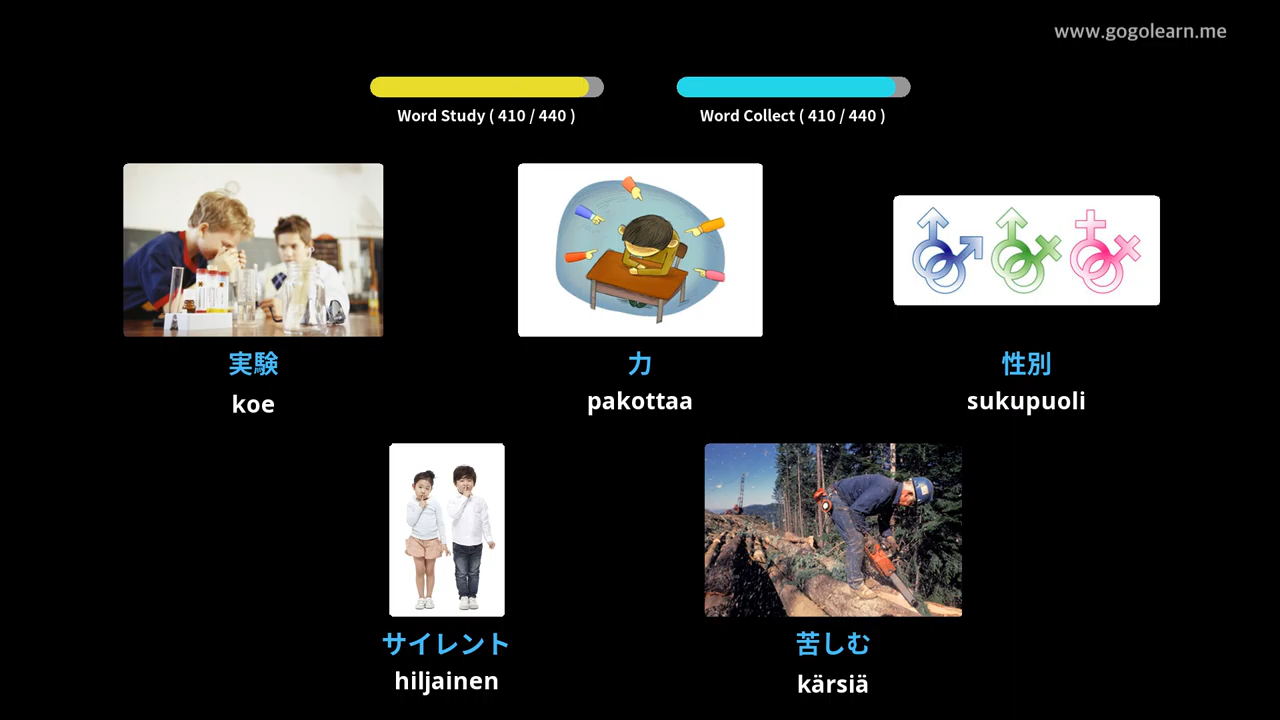 www.gogolearn.me
Word Study ( 410 / 440 )
Word Collect ( 410 / 440 )
実験
koe
力
pakottaa
性別
sukupuoli
サイレント
hiljainen
苦しむ
kärsiä